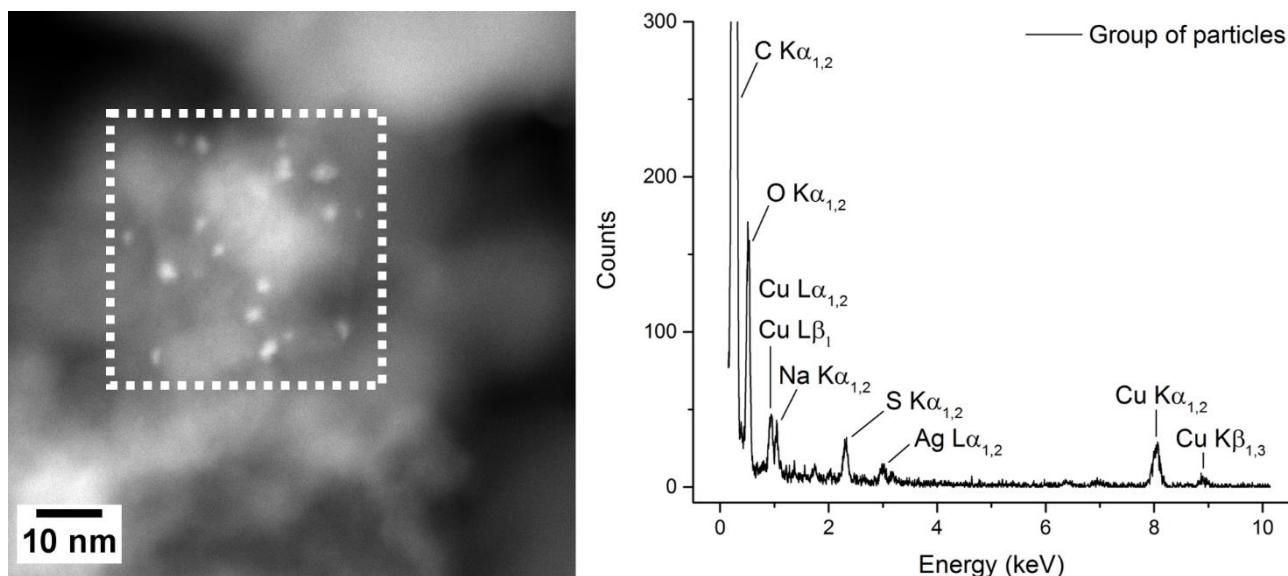 10 nm
Group of particles
C Kα1,2
O Kα1,2
Cu Lα1,2
Cu Lβ1
Na Kα1,2
S Kα1,2
Ag Lα1,2
Cu Kα1,2
Cu Kβ1,3
300
200
100
0
Counts
0 2 4 6 8 10
Energy (keV)